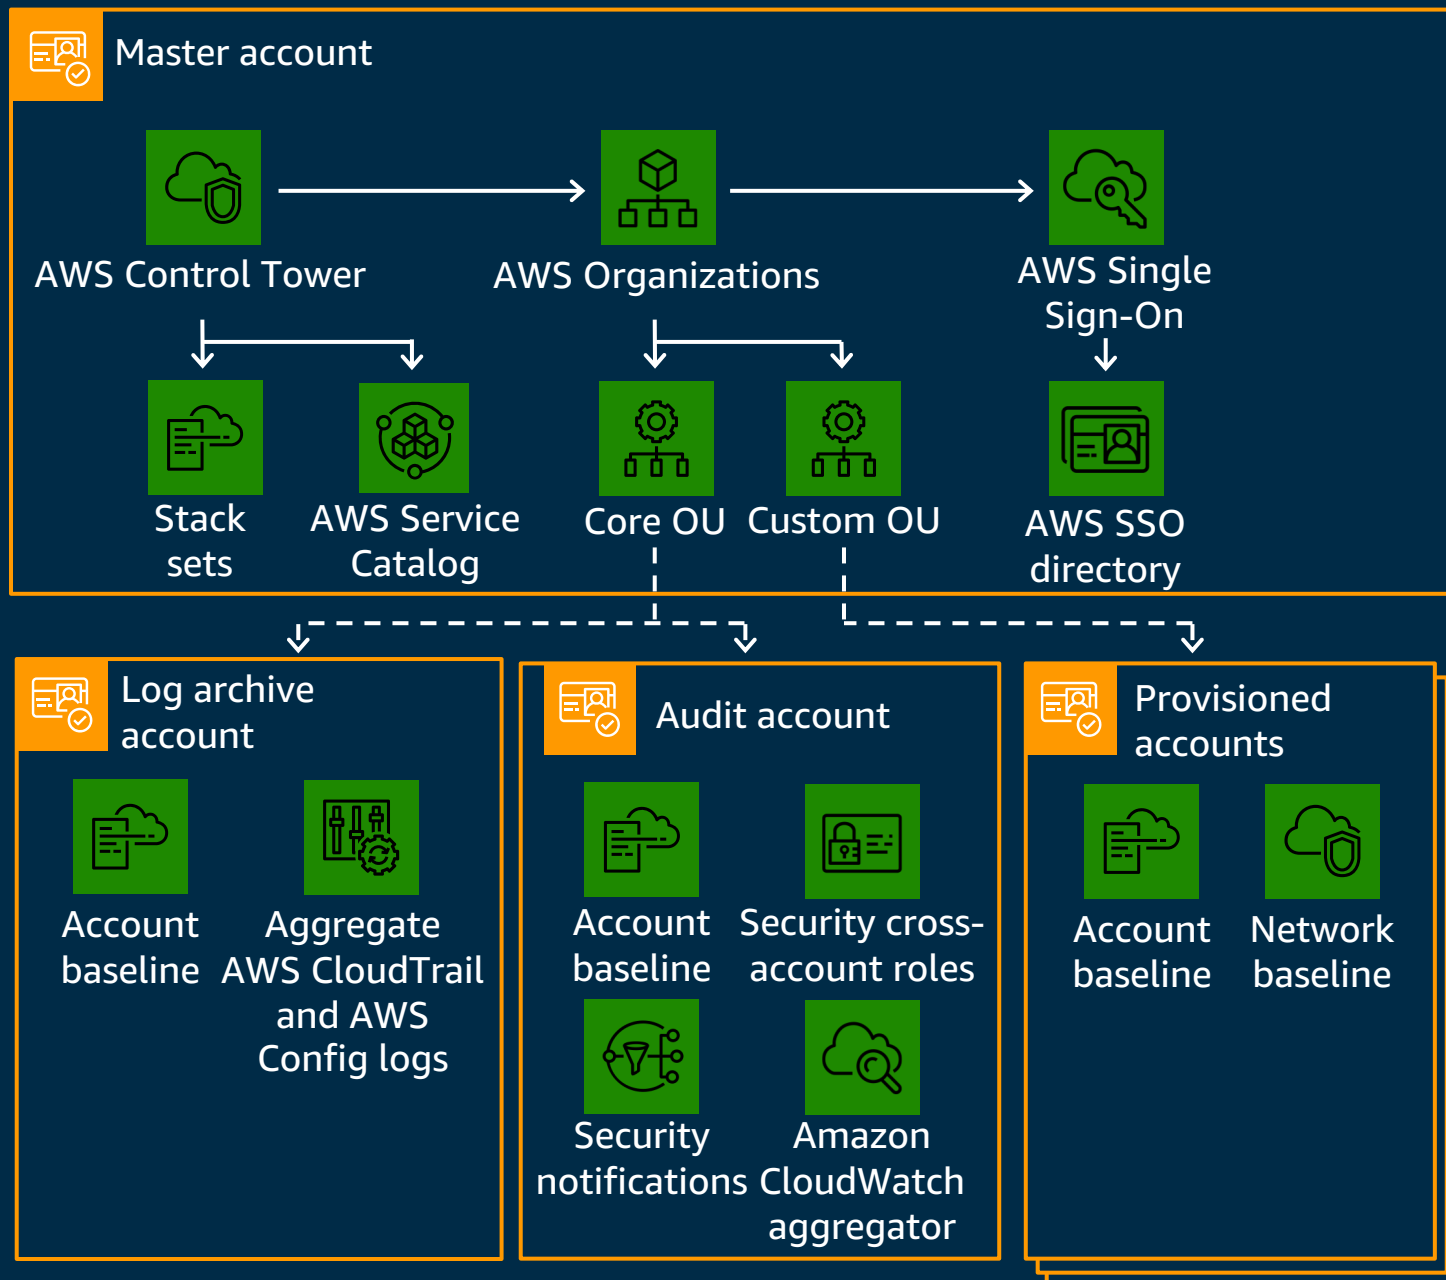 Master account
AWS Control Tower
AWS Organizations
AWS Single
Sign-On
Stack
sets
AWS Service
Catalog
Core OU
Custom OU
AWS SSO
directory
Log archive
account
Account
baseline
Aggregate
AWS CloudTrail
and AWS
Config logs
Audit account
Account
baseline
Security cross-
account roles
Security
notifications
Amazon
CloudWatch
aggregator
Provisioned
accounts
Account
baseline
Network
baseline